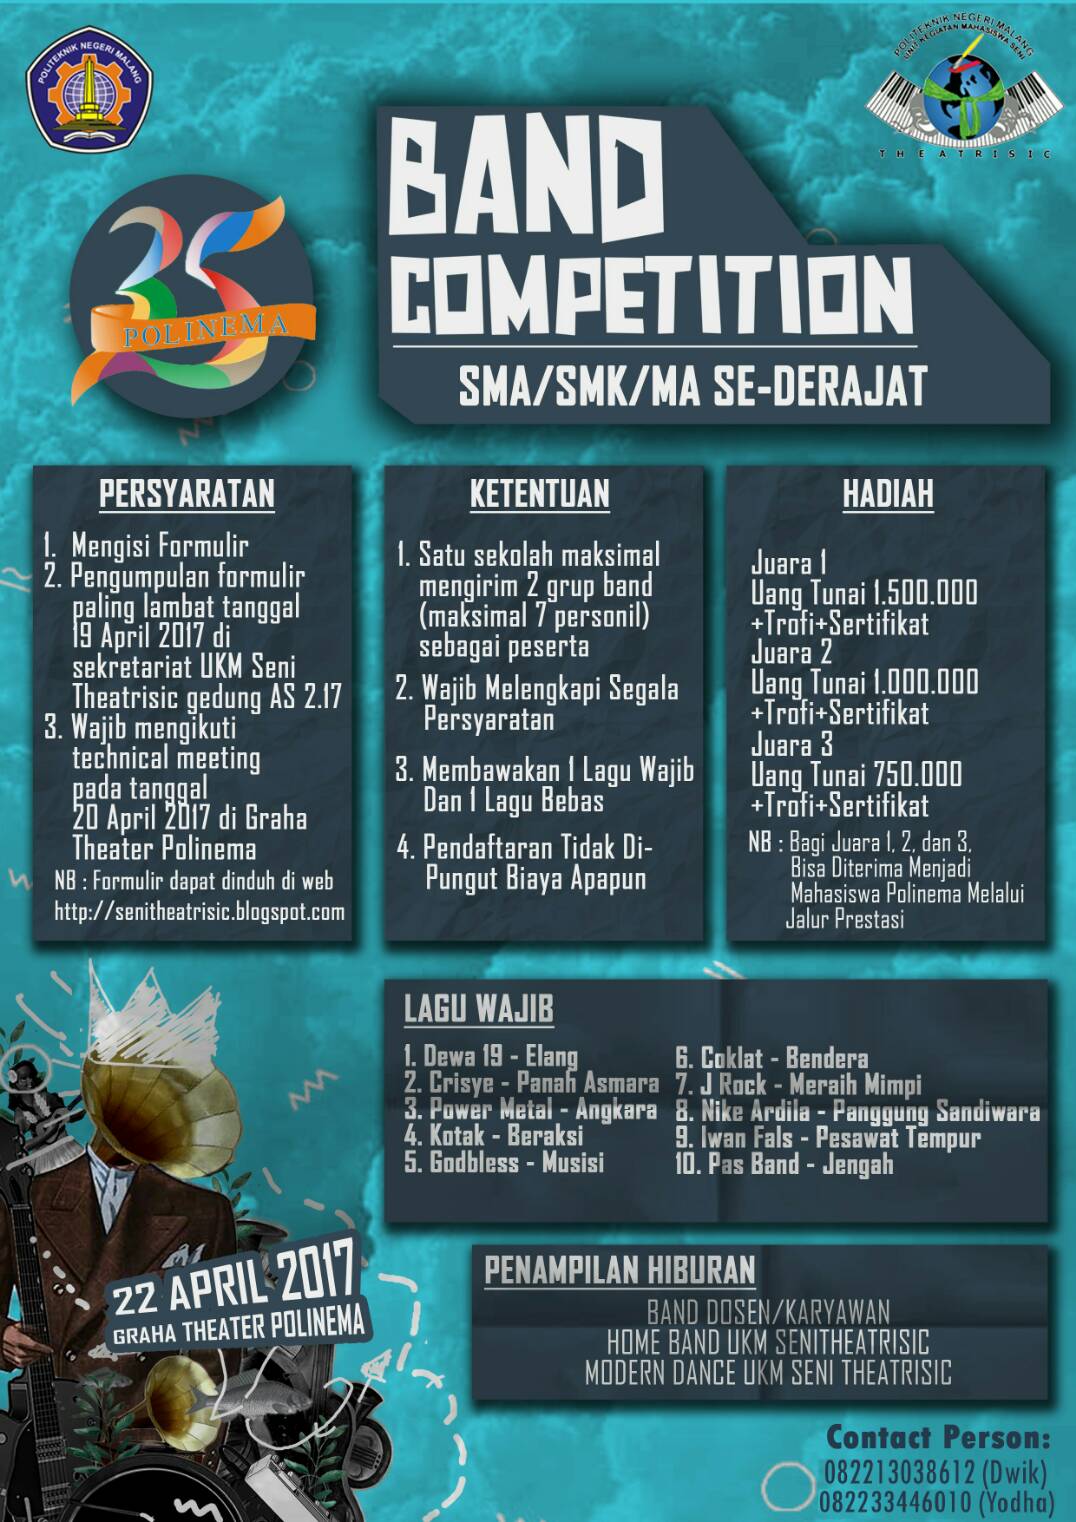 POLITEKNIK NEGERI MALANG
POLITEKNIK NEGERI MALANG
UNIT KEGIATAN MAHASISWA SENI
THEATRISIC
35
POLINEMA
BAND
COMPETITION
SMA/SMK/MA SE-DERAJAT
PERSYARATAN
1. Mengisi Formulir
2. Pengumpulan formulir
paling lambat tanggal
19 April 2017 di
sekretariat UKM Seni
Theatrisic gedung AS 2.17
3. Wajib mengikuti
technical meeting
pada tanggal
20 April 2017 di Graha
Theater Polinema
NB : Formulir dapat dinduh di web
http://senitheatrisic.blogspot.com
KETENTUAN
1. Satu sekolah maksimal
mengirim 2 grup band
(maksimal 7 personil)
sebagai peserta
2. Wajib Melengkapi Segala
Persyaratan
3. Membawakan 1 Lagu Wajib
Dan 1 Lagu Bebas
4. Pendaftaran Tidak Di-
Pungut Biaya Apapun
HADIAH
Juara 1
Uang Tunai 1.500.000
+Trofi+Sertifikat
Juara 2
Uang Tunai 1.000.000
+Trofi+Sertifikat
Juara 3
Uang Tunai 750.000
+Trofi+Sertifikat
NB : Bagi Juara 1, 2, dan 3,
Bisa Diterima Menjadi
Mahasiswa Polinema Melalui
Jalur Prestasi
LAGU WAJIB
1. Dewa 19 - Elang
2. Crisye - Panah Asmara
3. Power Metal - Angkara
4. Kotak - Beraksi
5. Godbless - Musisi
6. Coklat - Bendera
7. J Rock - Meraih Mimpi
8. Nike Ardila - Panggung Sandiwara
9. Iwan Fals - Pesawat Tempur
10. Pas Band - Jengah
22 APRIL 2017
GRAHA THEATER POLINEMA
PENAMPILAN HIBURAN
BAND DOSEN/KARYAWAN
HOME BAND UKM SENITHEATRISIC
MODERN DANCE UKM SENI THEATRISIC
Contact Person:
082213038612 (Dwik)
082233446010 (Yodha)